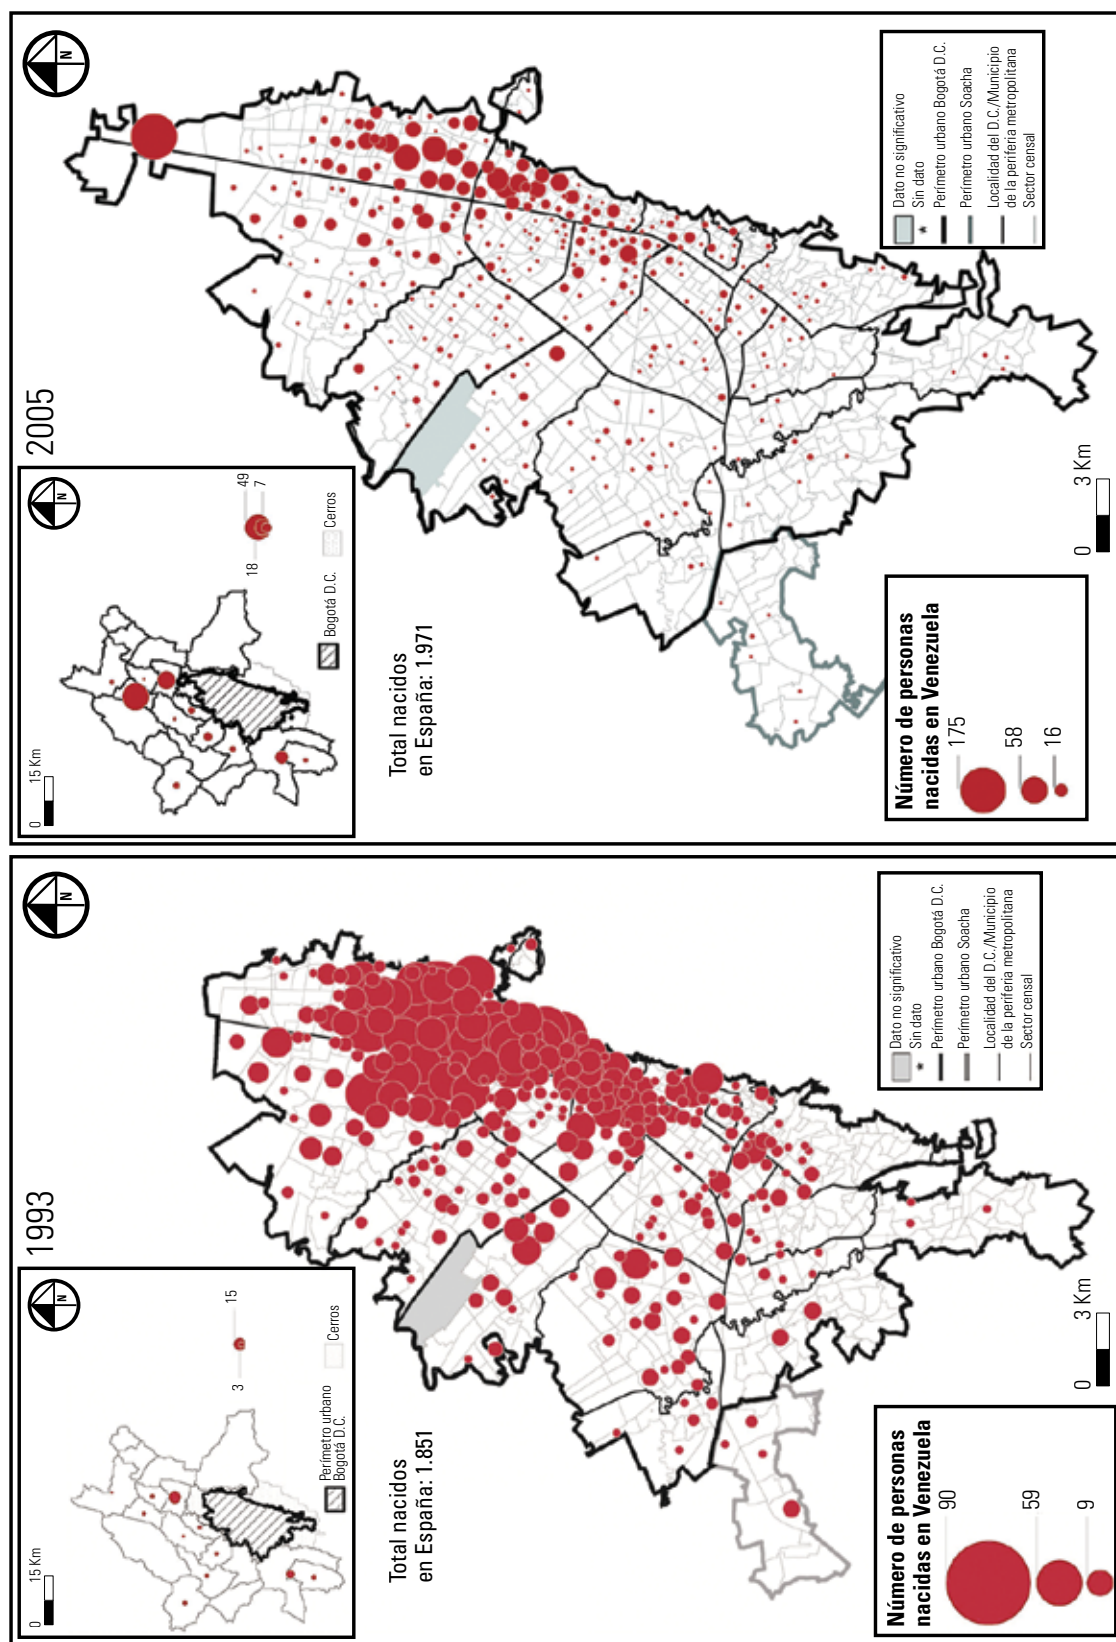 1993
N
0
15 Km
N
3
15
Perímetro urbano
Bogotá D.C.
Cerros
Total nacidos
en España: 1.851
Número de personas
nacidas en Venezuela
90
59
9
0
3 Km
Dato no significativo
* Sin dato
Perímetro urbano Bogotá D.C.
Perímetro urbano Soacha
Localidad del D.C./Municipio
de la periferia metropolitana
Sector censal
2005
N
0
15 Km
N
18
49
7
Bogotá D.C.
Cerros
Total nacidos
en España: 1.971
Número de personas
nacidas en Venezuela
175
58
16
0
3 Km
Dato no significativo
* Sin dato
Perímetro urbano Bogotá D.C.
Perímetro urbano Soacha
Localidad del D.C./Municipio
de la periferia metropolitana
Sector censal